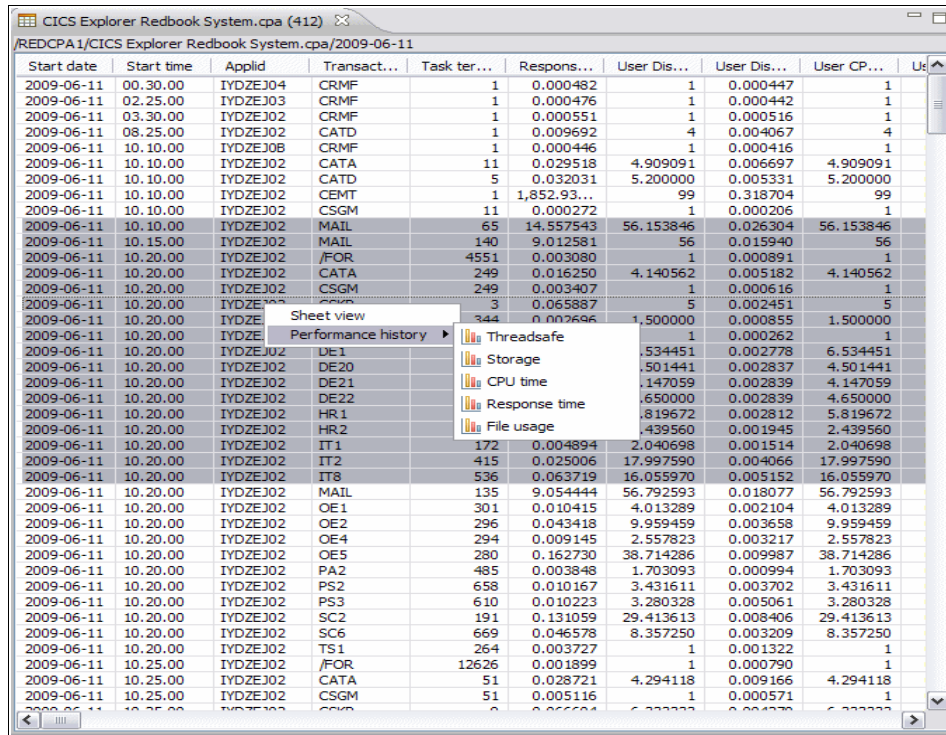 CICS Explorer Redbook System.cpa (412)
/REDCPA1/CICS Explorer Redbook System.cpa/2009-06-11
Start date Start time Applid Transact... Task ter... Respons... User Dis... User Dis... User CP...
2009-06-11 00.30.00 IYDZEJ04 CRMF 1 0.000482 1 0.000447 1
2009-06-11 02.25.00 IYDZEJ03 CRMF 1 0.000476 1 0.000442 1
2009-06-11 03.30.00 IYDZEJ02 CRMF 1 0.000551 1 0.000516 1
2009-06-11 08.25.00 IYDZEJ02 CATD 1 0.009692 4 0.004067 4
2009-06-11 10.10.00 IYDZEJ0B CRMF 1 0.000446 1 0.000416 1
2009-06-11 10.10.00 IYDZEJ02 CATA 11 0.029518 4.909091 0.006697 4.909091
2009-06-11 10.10.00 IYDZEJ02 CATD 5 0.032031 5.200000 0.005331 5.200000
2009-06-11 10.10.00 IYDZEJ02 CEMT 1 1,852.93... 99 0.318704 99
2009-06-11 10.10.00 IYDZEJ02 CSGM 11 0.000272 1 0.000206 1
2009-06-11 10.10.00 IYDZEJ02 MAIL 65 14.557543 56.153846 0.026304 56.153846
2009-06-11 10.15.00 IYDZEJ02 MAIL 140 9.012581 56 0.015940 56
2009-06-11 10.20.00 IYDZEJ02 /FOR 4551 0.003080 1 0.000891 1
2009-06-11 10.20.00 IYDZEJ02 CATA 249 0.016250 4.140562 0.005182 4.140562
2009-06-11 10.20.00 IYDZEJ02 CSGM 249 0.003407 1 0.000616 1
2009-06-11 10.20.00 3 0.065887 5 0.002451 5
2009-06-11 10.20.00 IYDZE 344 0.002696 1.500000 0.000855 1.500000
2009-06-11 10.20.00 IYDZE 1 0.000262 1
2009-06-11 10.20.00 IYDZEJ02 DE1 .534451 0.002778 6.534451
2009-06-11 10.20.00 IYDZEJ02 DE20 .501441 0.002837 4.501441
2009-06-11 10.20.00 IYDZEJ02 DE21 .147059 0.002839 4.147059
2009-06-11 10.20.00 IYDZEJ02 DE22 .650000 0.002839 4.650000
2009-06-11 10.20.00 IYDZEJ02 HR1 .819672 0.002812 5.819672
2009-06-11 10.20.00 IYDZEJ02 HR2 .439560 0.001945 2.439560
2009-06-11 10.20.00 IYDZEJ02 IT1 172 0.004894 2.040698 0.001514 2.040698
2009-06-11 10.20.00 IYDZEJ02 IT2 415 0.025006 17.997590 0.004066 17.997590
2009-06-11 10.20.00 IYDZEJ02 IT8 536 0.063719 16.055970 0.005152 16.055970
2009-06-11 10.20.00 IYDZEJ02 MAIL 135 9.054444 56.792593 0.018077 56.792593
2009-06-11 10.20.00 IYDZEJ02 OE1 301 0.010415 4.013289 0.002104 4.013289
2009-06-11 10.20.00 IYDZEJ02 OE2 296 0.043418 9.959459 0.003658 9.959459
2009-06-11 10.20.00 IYDZEJ02 OE4 294 0.009145 2.557823 0.003217 2.557823
2009-06-11 10.20.00 IYDZEJ02 OE5 280 0.162730 38.714286 0.009987 38.714286
2009-06-11 10.20.00 IYDZEJ02 PA2 485 0.003848 1.703093 0.000994 1.703093
2009-06-11 10.20.00 IYDZEJ02 PS2 658 0.010167 3.431611 0.003702 3.431611
2009-06-11 10.20.00 IYDZEJ02 PS3 610 0.010223 3.280328 0.005061 3.280328
2009-06-11 10.20.00 IYDZEJ02 SC2 191 0.131059 29.413613 0.008406 29.413613
2009-06-11 10.20.00 IYDZEJ02 SC6 669 0.046578 8.357250 0.003209 8.357250
2009-06-11 10.20.00 IYDZEJ02 TS1 264 0.003727 1 0.001322 1
2009-06-11 10.25.00 IYDZEJ02 /FOR 12626 0.001899 1 0.000790 1
2009-06-11 10.25.00 IYDZEJ02 CATA 51 0.028721 4.294118 0.009166 4.294118
2009-06-11 10.25.00 IYDZEJ02 CSGM 51 0.005116 1 0.000571 1
Sheet view
Performance history
Threadsafe
Storage
CPU time
Response time
File usage